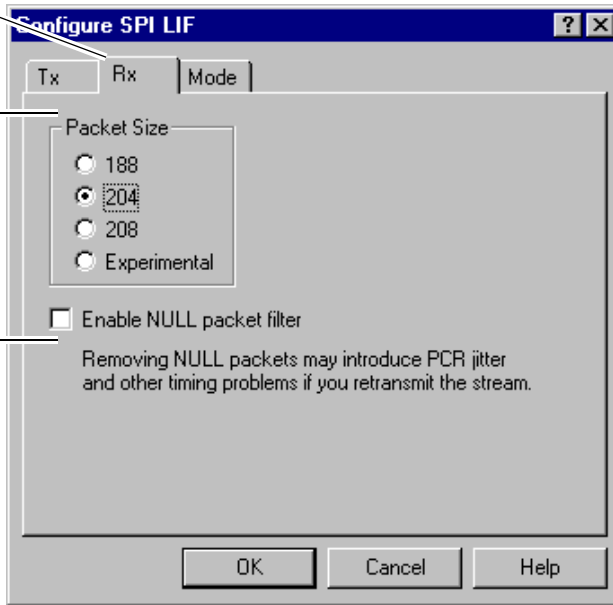 Configure SPI LIF
Tx Rx Mode
Packet Size
188
204
208
Experimental
Enable NULL packet filter
Removing NULL packets may introduce PCR jitter
and other timing problems if you retransmit the stream.
OK Cancel Help